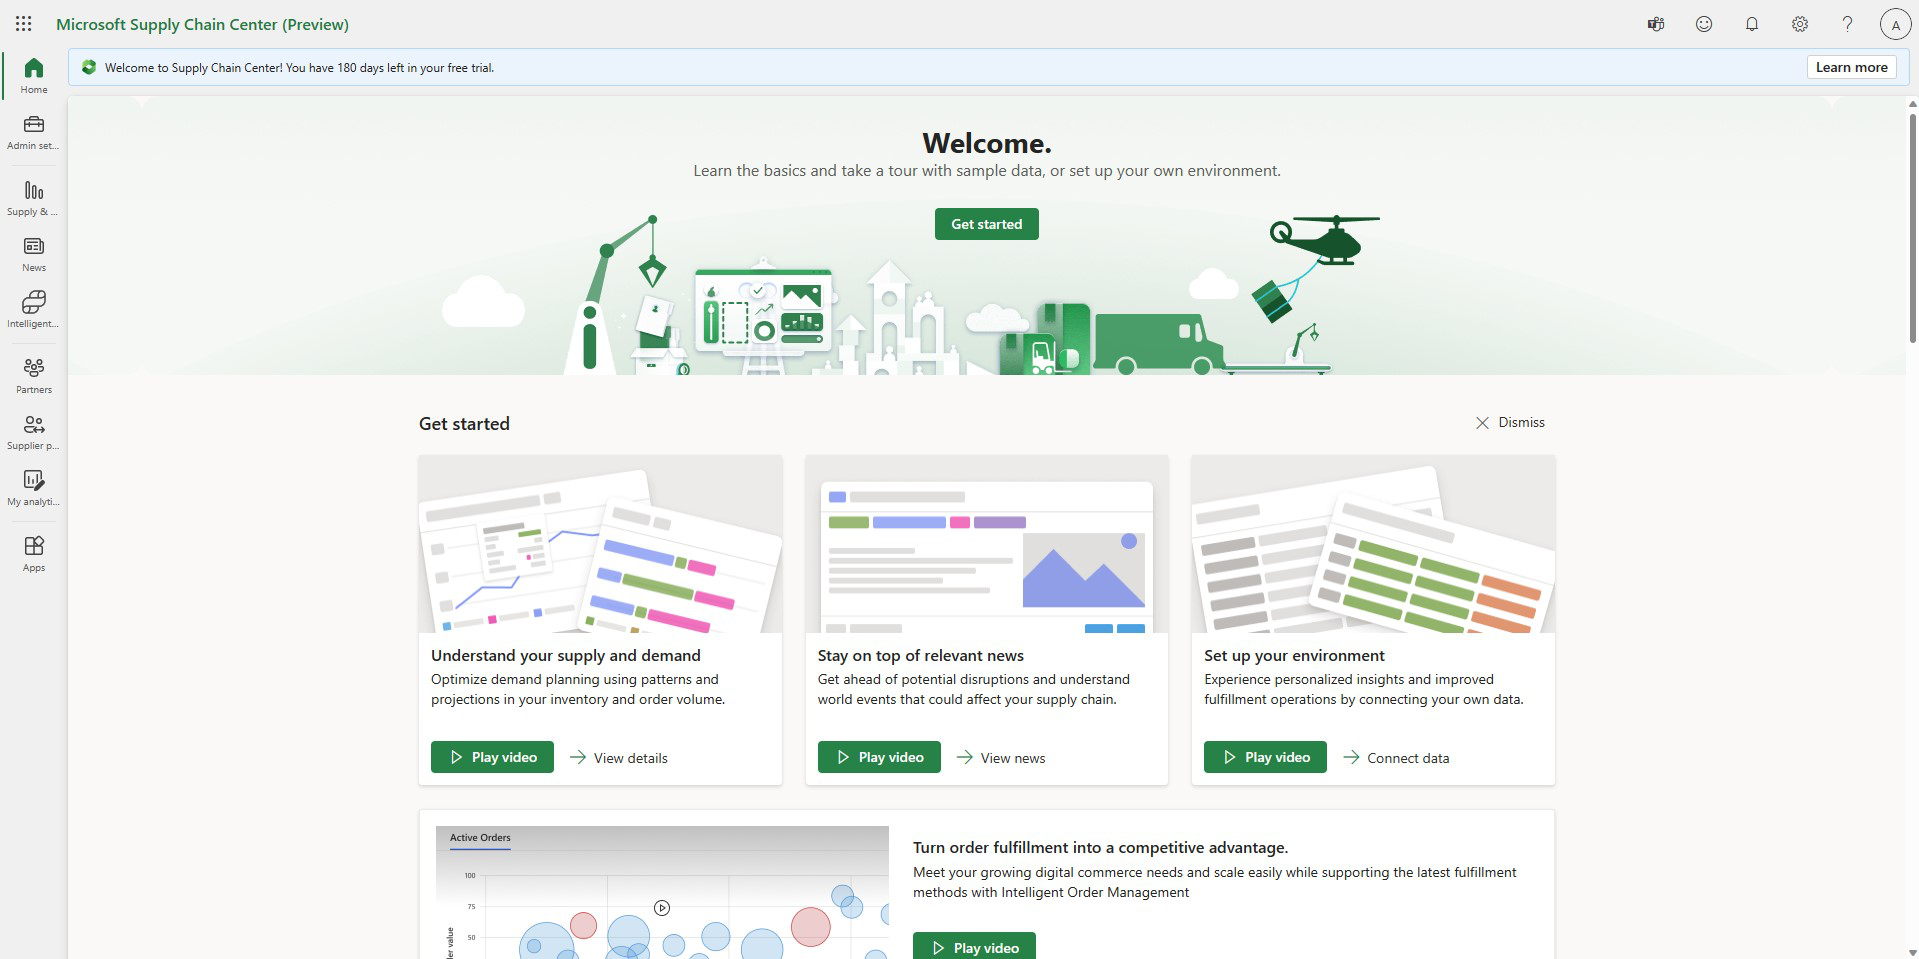 Microsoft Supply Chain Center (Preview)
A
Welcome to Supply Chain Center! You have 180 days left in your free trial.
Learn more
Home
Admin set...
Supply & ...
News
Intelligent...
Partners
Supplier p...
My analyti...
Apps
Welcome.
Learn the basics and take a tour with sample data, or set up your own environment.
Get started
Get started
Dismiss
Understand your supply and demand
Optimize demand planning using patterns and
projections in your inventory and order volume.
Play video
View details
Stay on top of relevant news
Get ahead of potential disruptions and understand
world events that could affect your supply chain.
Play video
View news
Set up your environment
Experience personalized insights and improved
fulfillment operations by connecting your own data.
Play video
Connect data
Active Orders
100
75
50
value
Turn order fulfillment into a competitive advantage.
Meet your growing digital commerce needs and scale easily while supporting the latest fulfillment
methods with Intelligent Order Management
Play video